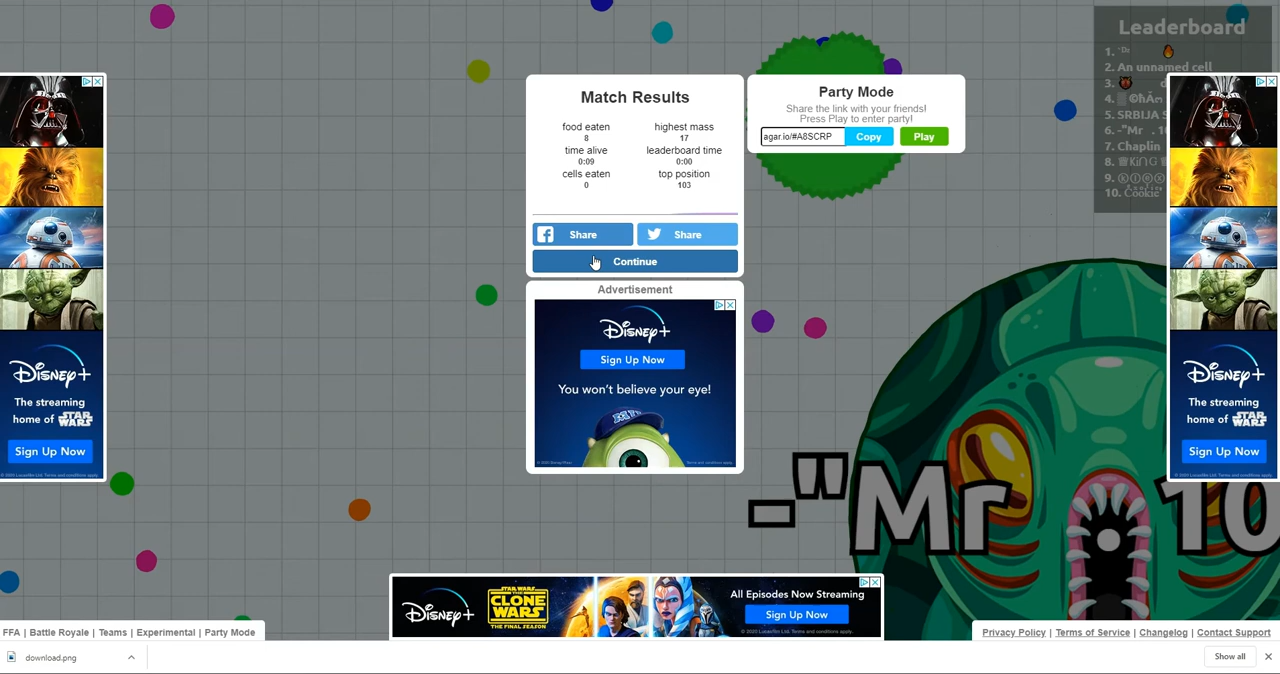 Leaderboard
2. An unnamed cell
3.
5. SRBIJA S
6. -"Mr . 10
7. Chaplin
10. Cookie
Match Results
food eaten
8
highest mass
17
time alive
0:09
leaderboard time
0:00
cells eaten
0
top position
103
Share
Share
Continue
Party Mode
Share the link with your friends!
Press Play to enter party!
agar.io/#A8SCRP
Copy
Play
Advertisement
Disney+
Sign Up Now
You won't believe your eye!
MU
Disney+
The streaming
home of STAR WARS
Sign Up Now
Disney+
The streaming
home of STAR WARS
Sign Up Now
-"Mr 10
Disney+
STAR WARS
THE CLONE WARS
THE FINAL SEASON
All Episodes Now Streaming
Sign Up Now
FFA | Battle Royale | Teams | Experimental | Party Mode
Privacy Policy | Terms of Service | Changelog | Contact Support
download.png
Show all